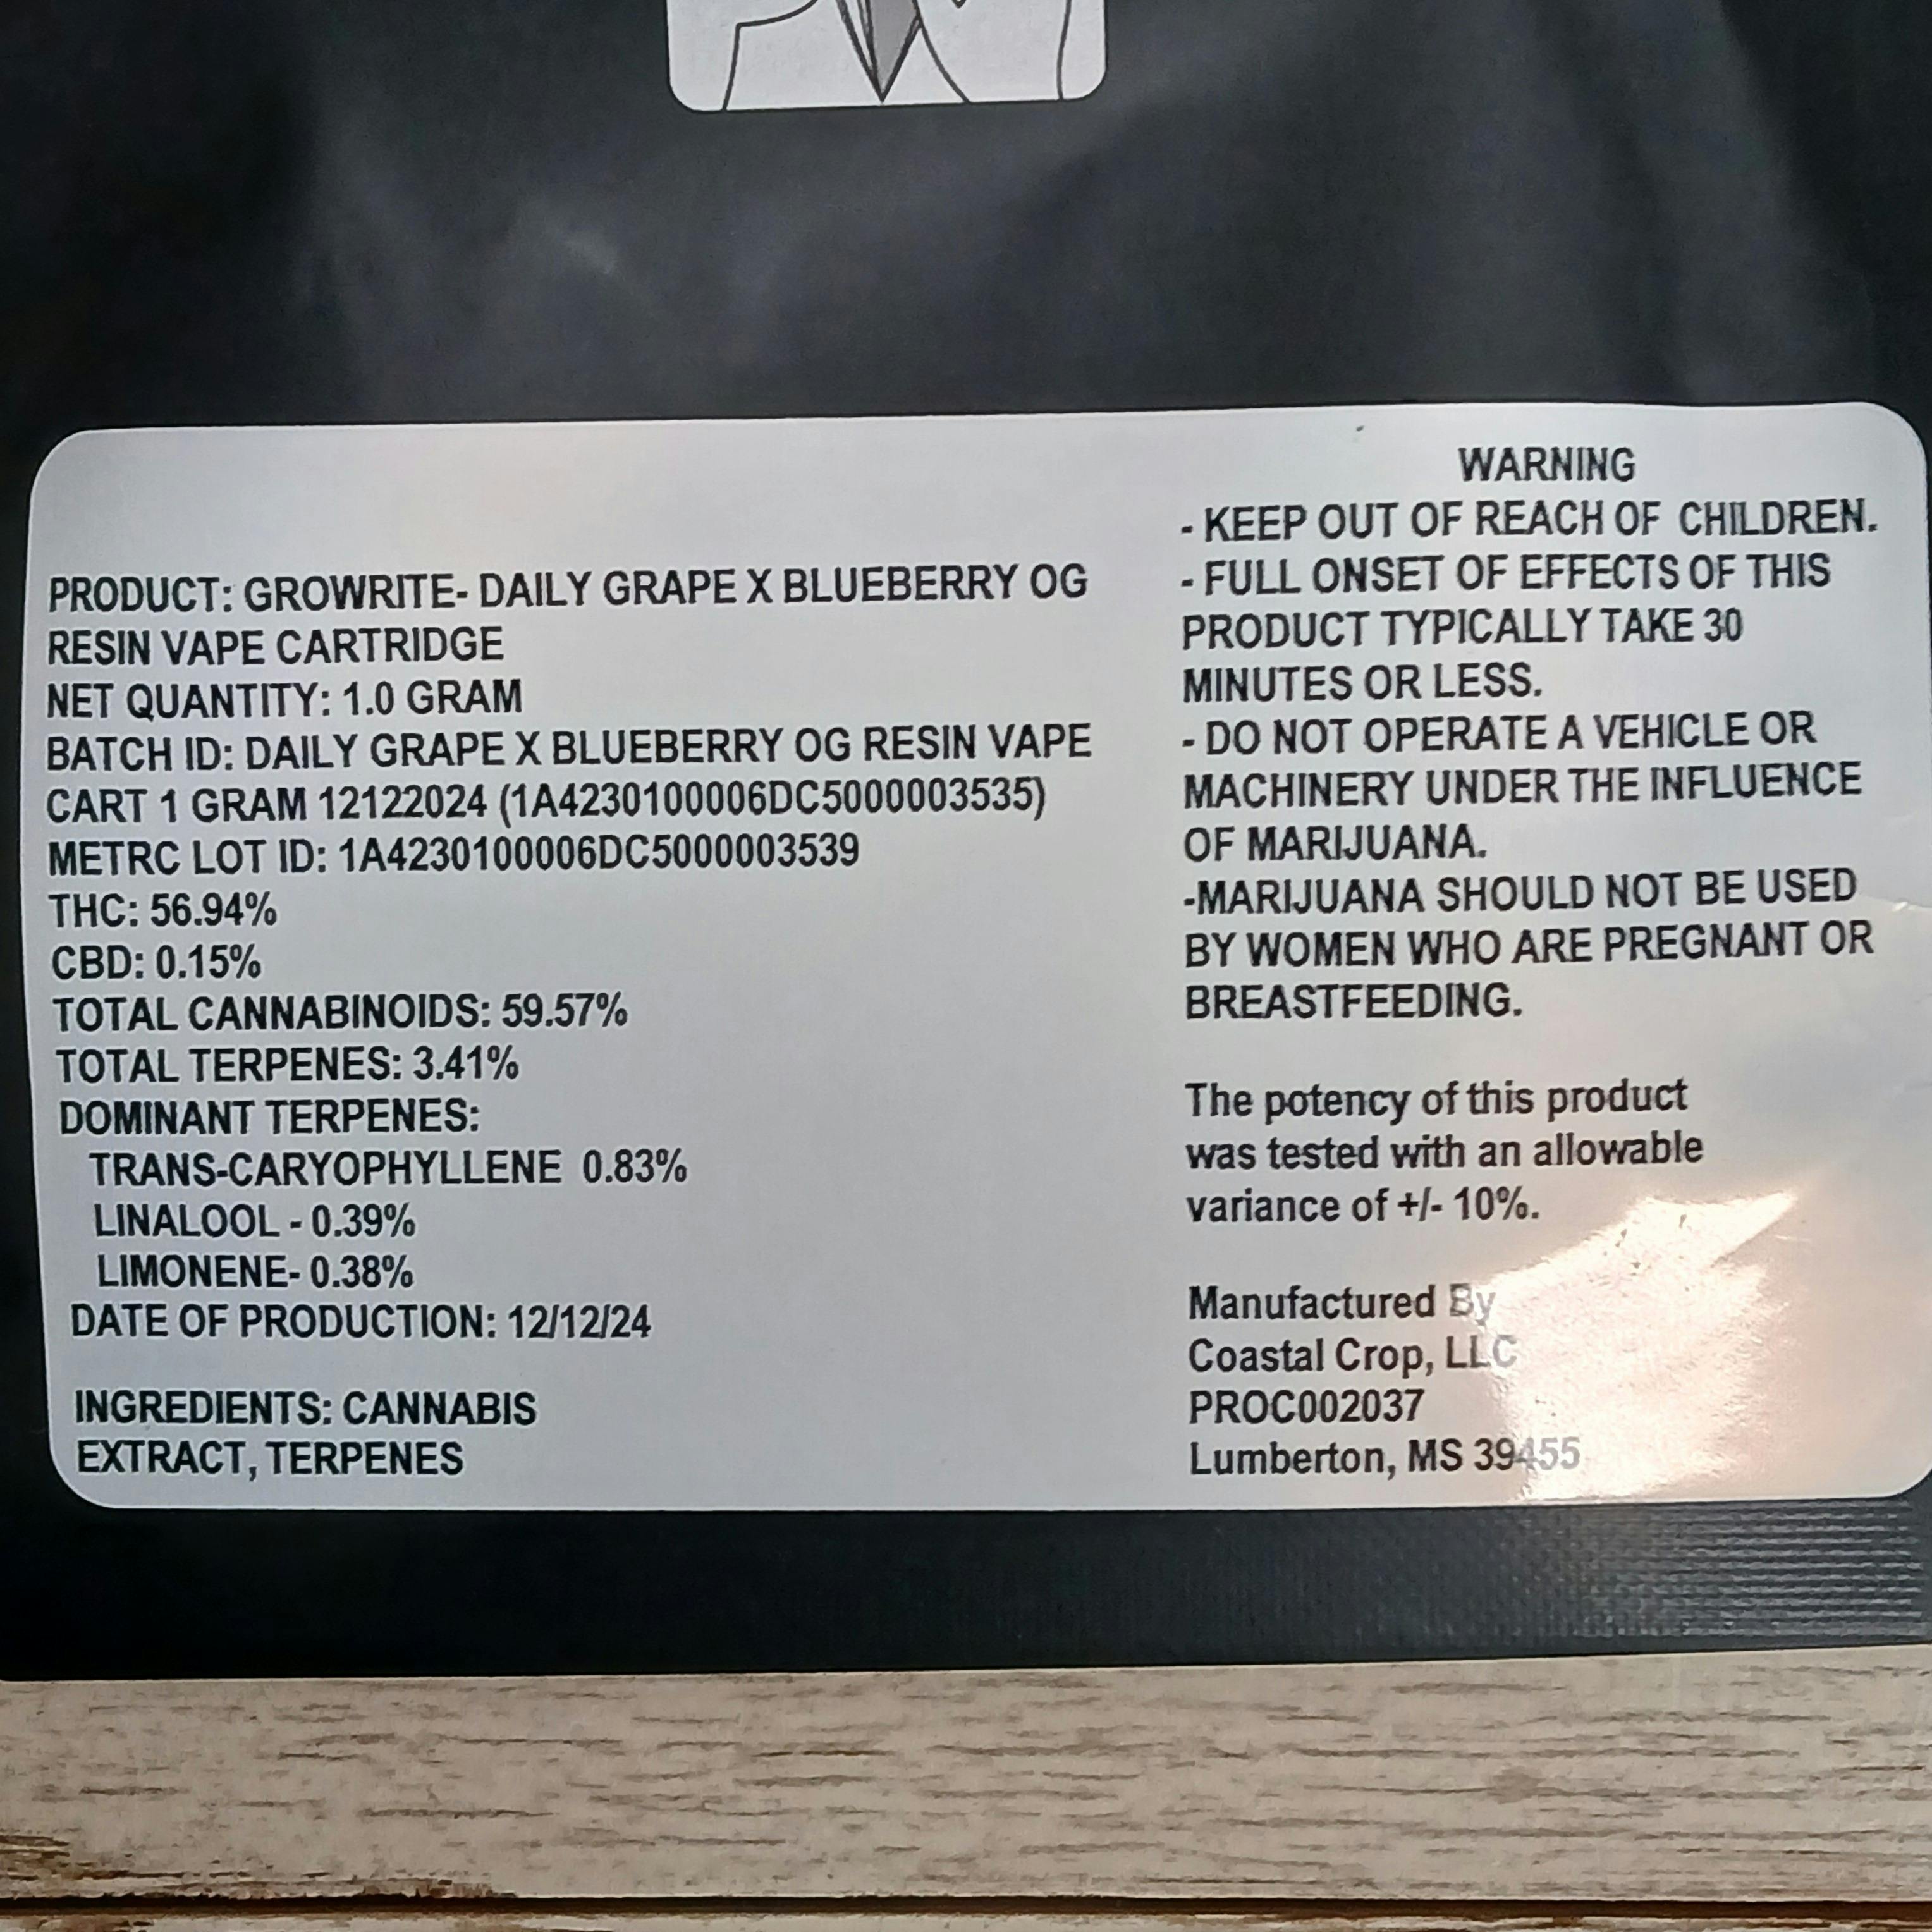 PRODUCT: GROWRITE- DAILY GRAPE X BLUEBERRY OG
RESIN VAPE CARTRIDGE
NET QUANTITY: 1.0 GRAM
BATCH ID: DAILY GRAPE X BLUEBERRY OG RESIN VAPE
CART 1 GRAM 12122024 (1A4230100006DC5000003535)
METRC LOT ID: 1A4230100006DC5000003539
THC: 56.94%
CBD: 0.15%
TOTAL CANNABINOIDS: 59.57%
TOTAL TERPENES: 3.41%
DOMINANT TERPENES:
TRANS-CARYOPHYLLENE 0.83%
LINALOOL - 0.39%
LIMONENE- 0.38%
DATE OF PRODUCTION: 12/12/24
INGREDIENTS: CANNABIS
EXTRACT, TERPENES
WARNING
- KEEP OUT OF REACH OF CHILDREN.
- FULL ONSET OF EFFECTS OF THIS
PRODUCT TYPICALLY TAKE 30
MINUTES OR LESS.
- DO NOT OPERATE A VEHICLE OR
MACHINERY UNDER THE INFLUENCE
OF MARIJUANA.
-MARIJUANA SHOULD NOT BE USED
BY WOMEN WHO ARE PREGNANT OR
BREASTFEEDING.
The potency of this product
was tested with an allowable
variance of +/- 10%.
Manufactured By
Coastal Crop, LLC
PROC002037
Lumberton, MS 39455